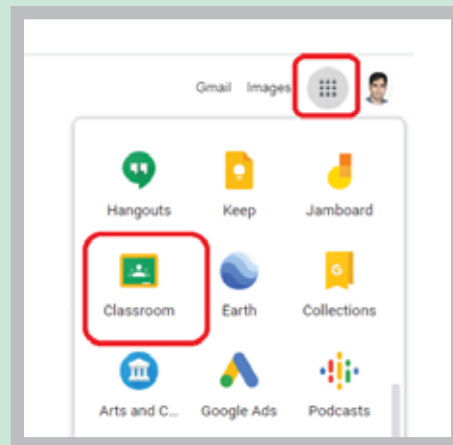 Gmail Images
Hangouts Keep Jamboard
Classroom Earth Collections
Arts and C... Google Ads Podcasts